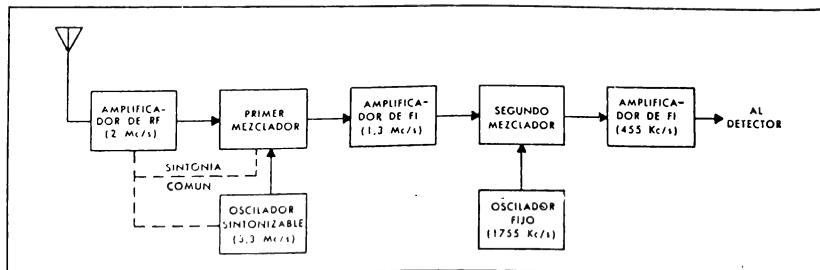 AMPLIFICA-
DOR DE RF
(2 Mc/s)
PRIMER
MEZCLADOR
AMPLIFICA-
DOR DE FI
(1,3 Mc/s)
SEGUNDO
MEZCLADOR
AMPLIFICA-
DOR DE FI
(455 Kc/s)
AL
DETECTOR
SINTONIA
COMUN
OSCILADOR
SINTONIZABLE
(3,3 Mc/s)
OSCILADOR
FIJO
(1755 Kc/s)